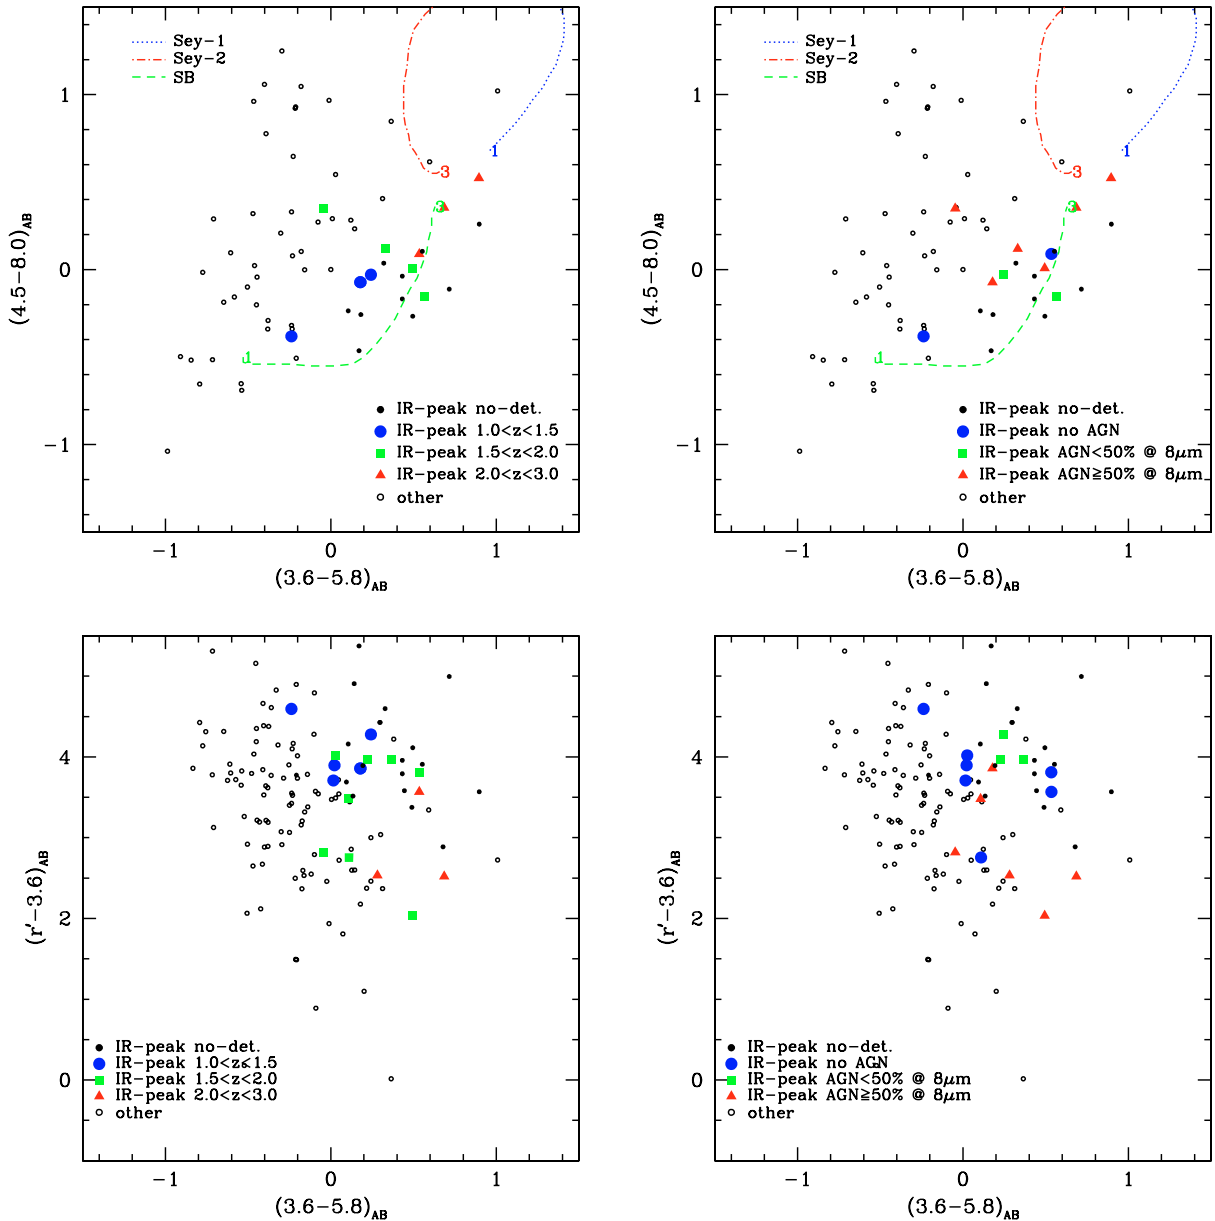 Sey-1
Sey-2
SB
1
3
3
1
IR-peak no-det.
IR-peak 1.0<z<1.5
IR-peak 1.5<z<2.0
IR-peak 2.0<z<3.0
other
1
0
-1
(4.5-8.0)AB
-1 0 1
(3.6-5.8)AB
Sey-1
Sey-2
SB
1
3
3
1
IR-peak no-det.
IR-peak no AGN
IR-peak AGN<50% @ 8μm
IR-peak AGN≧50% @ 8μm
other
1
0
-1
(4.5-8.0)AB
-1 0 1
(3.6-5.8)AB
4
2
0
(r'-3.6)AB
IR-peak no-det.
IR-peak 1.0<z≤1.5
IR-peak 1.5<z<2.0
IR-peak 2.0<z<3.0
other
-1 0 1
(3.6-5.8)AB
4
2
0
(r'-3.6)AB
IR-peak no-det.
IR-peak no AGN
IR-peak AGN<50% @ 8μm
IR-peak AGN≥50% @ 8μm
other
-1 0 1
(3.6-5.8)AB